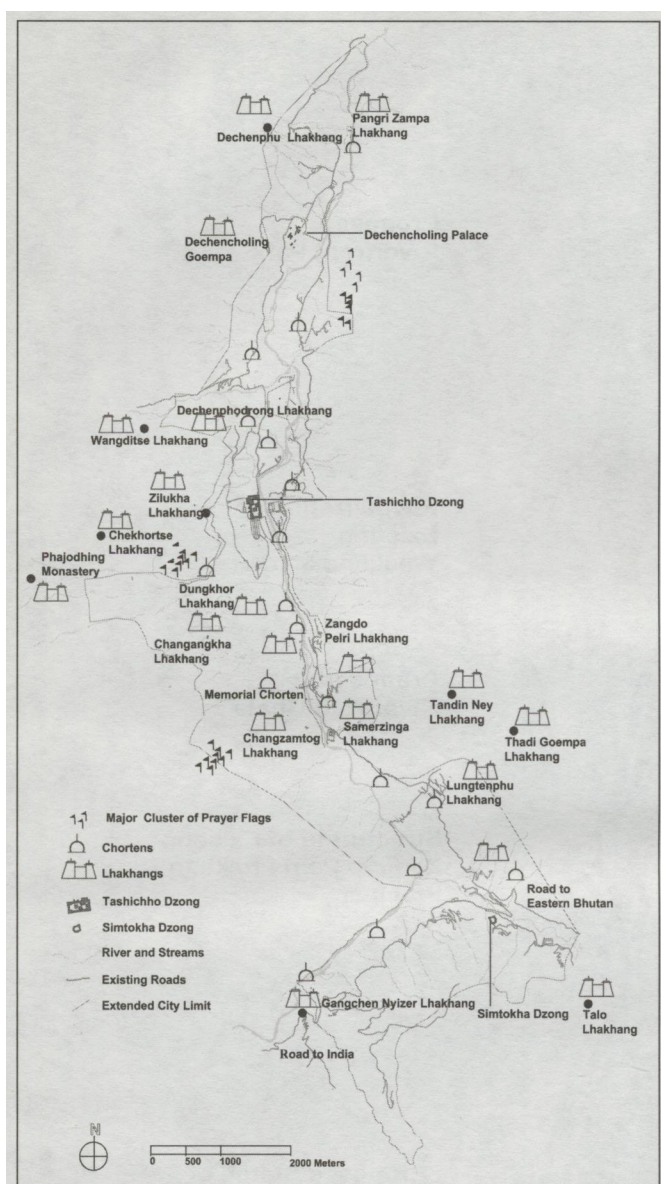 Pangri Zampa
Lhakhang
Dechenphu Lhakhang
Dechencholing
Goempa
Dechencholing Palace
Dechenphodrong Lhakhang
Wangditse Lhakhang
Zilukha
Lhakhang
Tashichho Dzong
Chekhortse
Lhakhang
Phajodhing
Monastery
Dungkhor
Lhakhang
Changangkha
Lhakhang
Zangdo
Pelri Lhakhang
Memorial Chorten
Tandin Ney
Lhakhang
Changzamtog
Lhakhang
Samerzinga
Lhakhang
Thadi Goempa
Lhakhang
Lungtenphu
Lhakhang
Major Cluster of Prayer Flags
Chortens
Lhakhangs
Tashichho Dzong
Simtokha Dzong
River and Streams
Existing Roads
Extended City Limit
Road to
Eastern Bhutan
Gangchen Nyizer Lhakhang
Simtokha Dzong
Talo
Lhakhang
Road to India
N
0 500 1000 2000 Meters